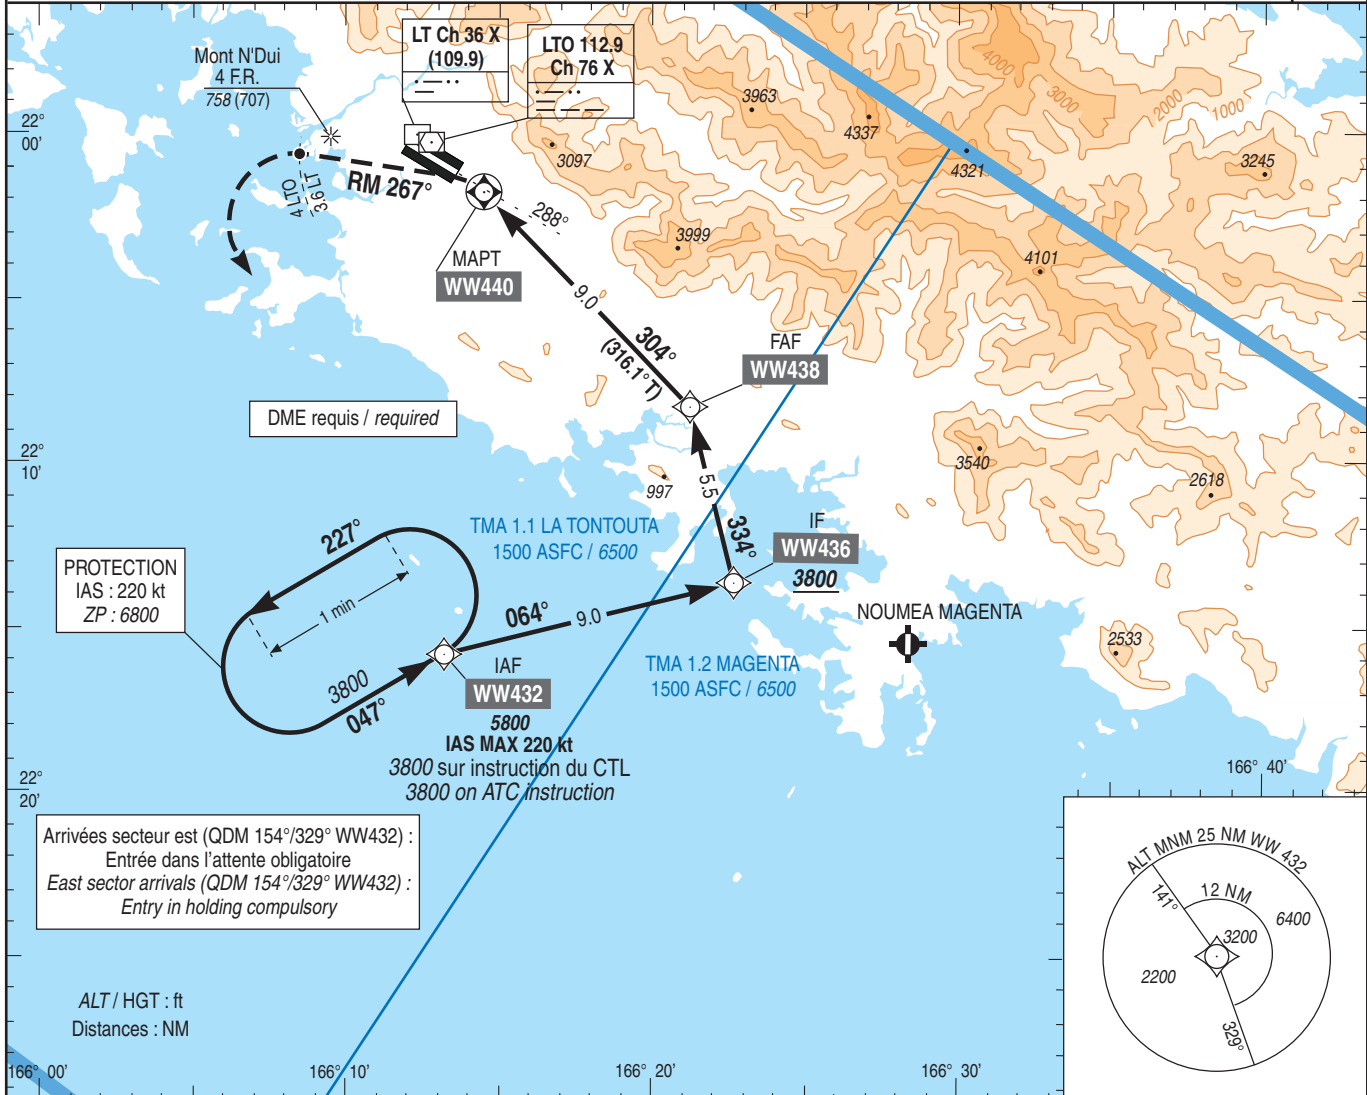 LT Ch 36 X
(109.9)
LTO 112.9
Ch 76 X
Mont N'Dui
4 F.R.
758 (707)
22°
00'
4000
3000
2000
1000
3963
4337
4321
3245
3097
3999
4101
RM 267°
4 LTO
3.6 LT
288°
MAPT
WW440
9.0
304°
(316.1° T)
FAF
WW438
DME requis / required
22°
10'
997
5.5
334°
3540
2618
TMA 1.1 LA TONTOUTA
1500 ASFC / 6500
IF
WW436
3800
NOUMEA MAGENTA
2533
PROTECTION
IAS : 220 kt
ZP : 6800
227°
1 min
3800
047°
064°
9.0
TMA 1.2 MAGENTA
1500 ASFC / 6500
IAF
WW432
5800
IAS MAX 220 kt
3800 sur instruction du CTL
3800 on ATC instruction
22°
20'
166° 40'
Arrivées secteur est (QDM 154°/329° WW432) :
Entrée dans l'attente obligatoire
East sector arrivals (QDM 154°/329° WW432) :
Entry in holding compulsory
ALT MNM 25 NM WW 432
141°
12 NM
6400
3200
2200
329°
ALT / HGT : ft
Distances : NM
166° 00'
166° 10'
166° 20'
166° 30'